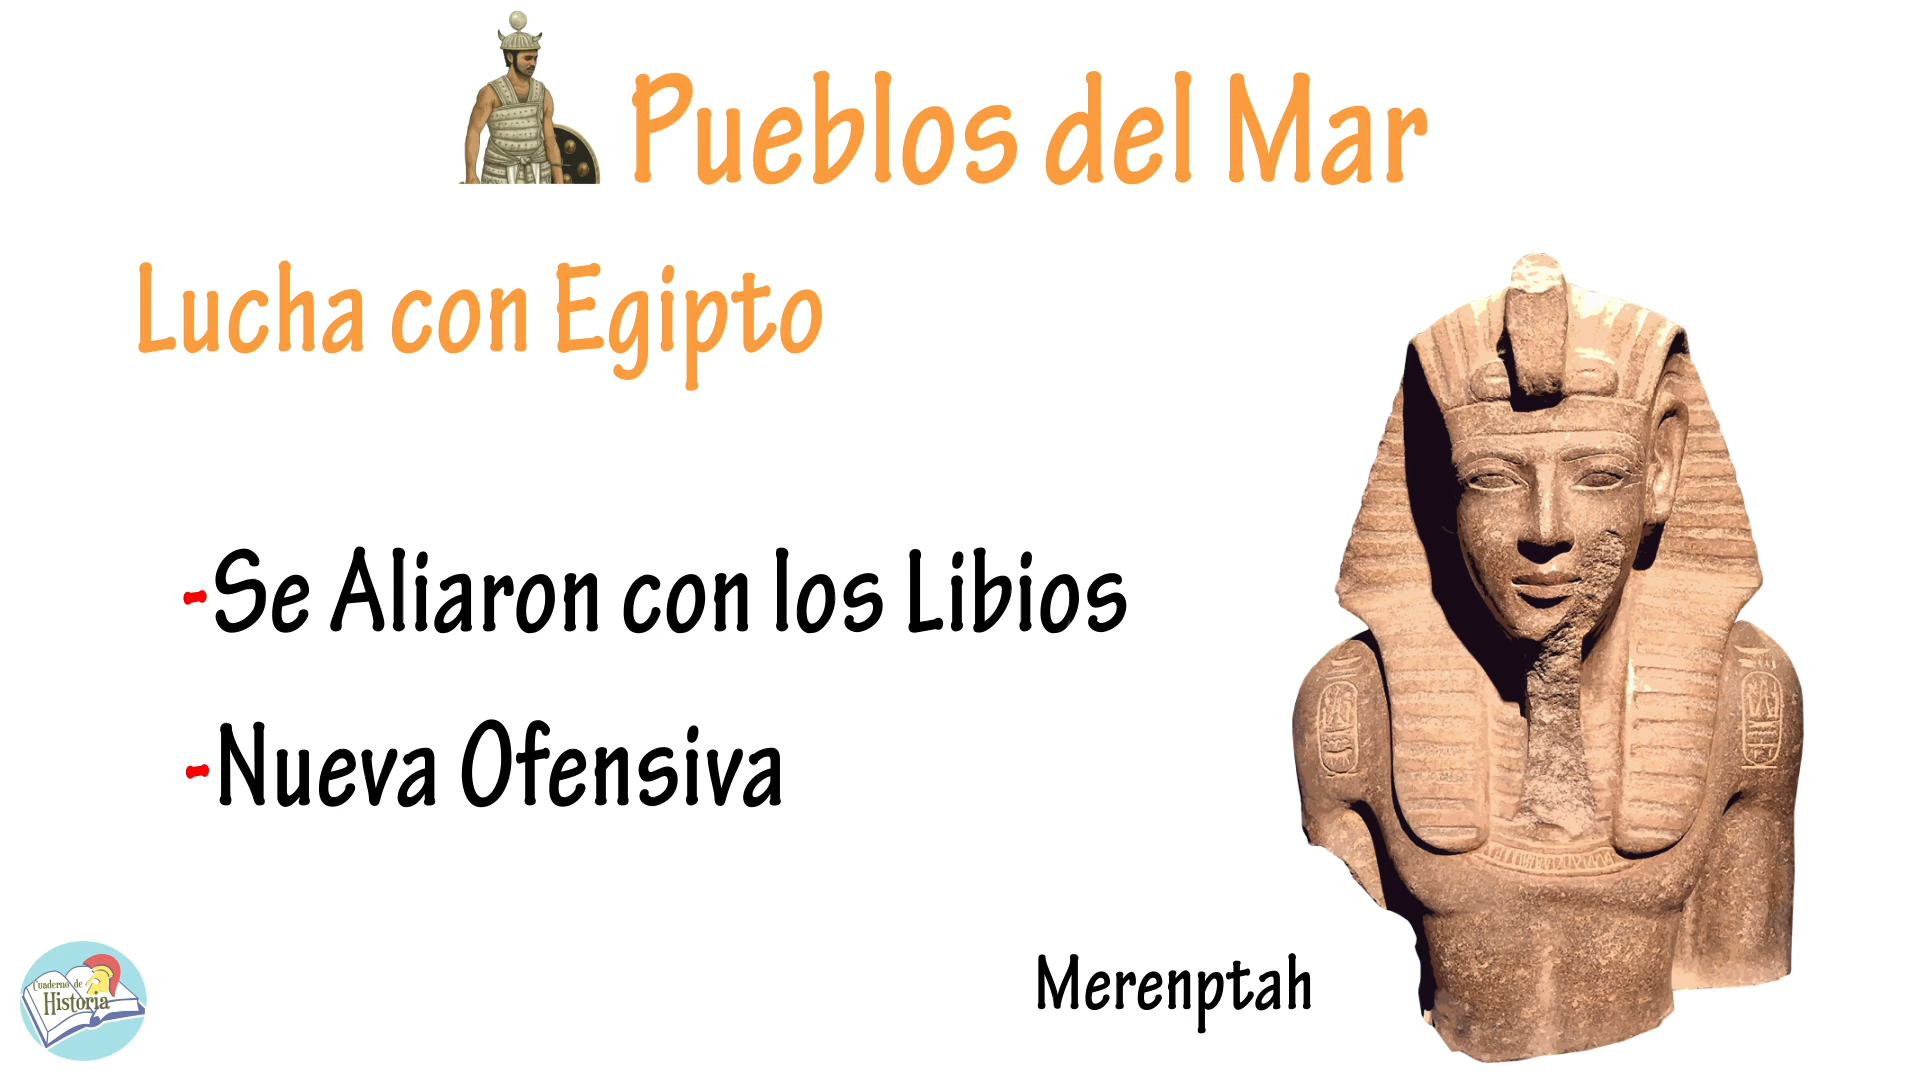 Pueblos del Mar
Lucha con Egipto
-Se Aliaron con los Libios
-Nueva Ofensiva
Merenptah
Cuaderno de
Historia